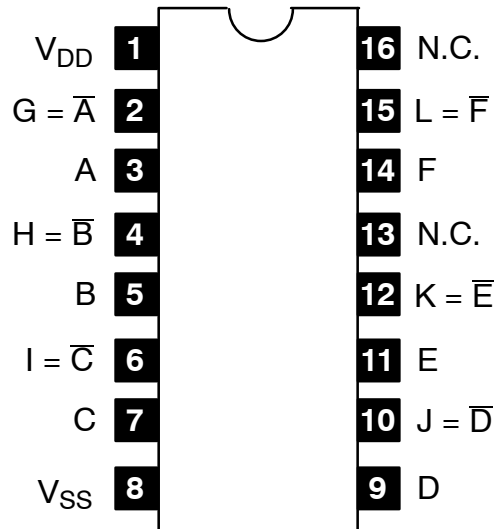 V_DD 1 16 N.C.
G = A̅ 2 15 L = F̅
A 3 14 F
H = B̅ 4 13 N.C.
B 5 12 K = E̅
I = C̅ 6 11 E
C 7 10 J = D̅
V_SS 8 9 D